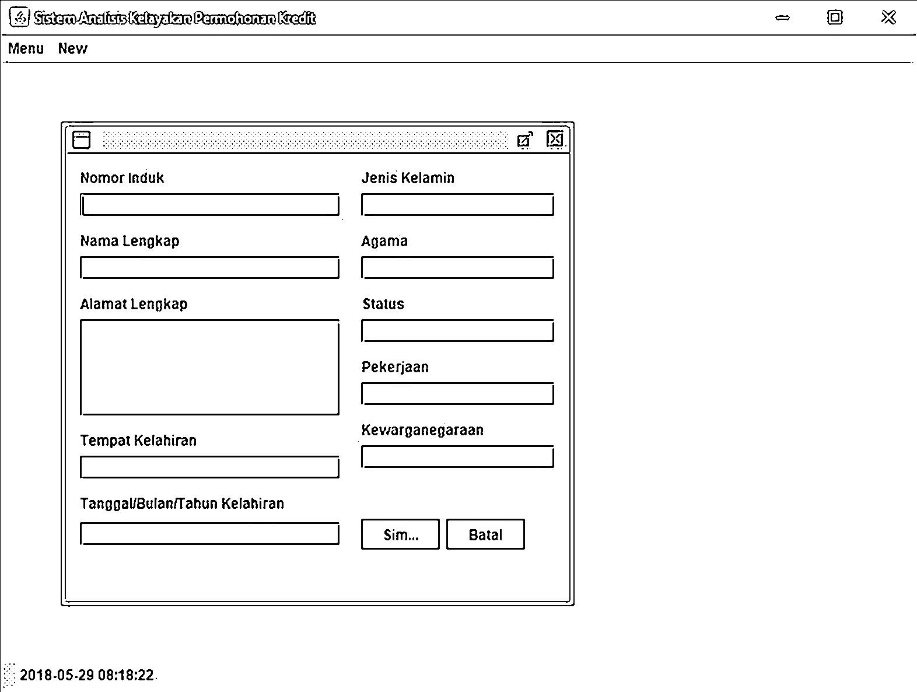 Sistem Analisis Kelayakan Permohonan Kredit
Menu New
Nomor Induk
Nama Lengkap
Alamat Lengkap
Tempat Kelahiran
Tanggal/Bulan/Tahun Kelahiran
Jenis Kelamin
Agama
Status
Pekerjaan
Kewarganegaraan
Sim... Batal
2018-05-29 08:18:22